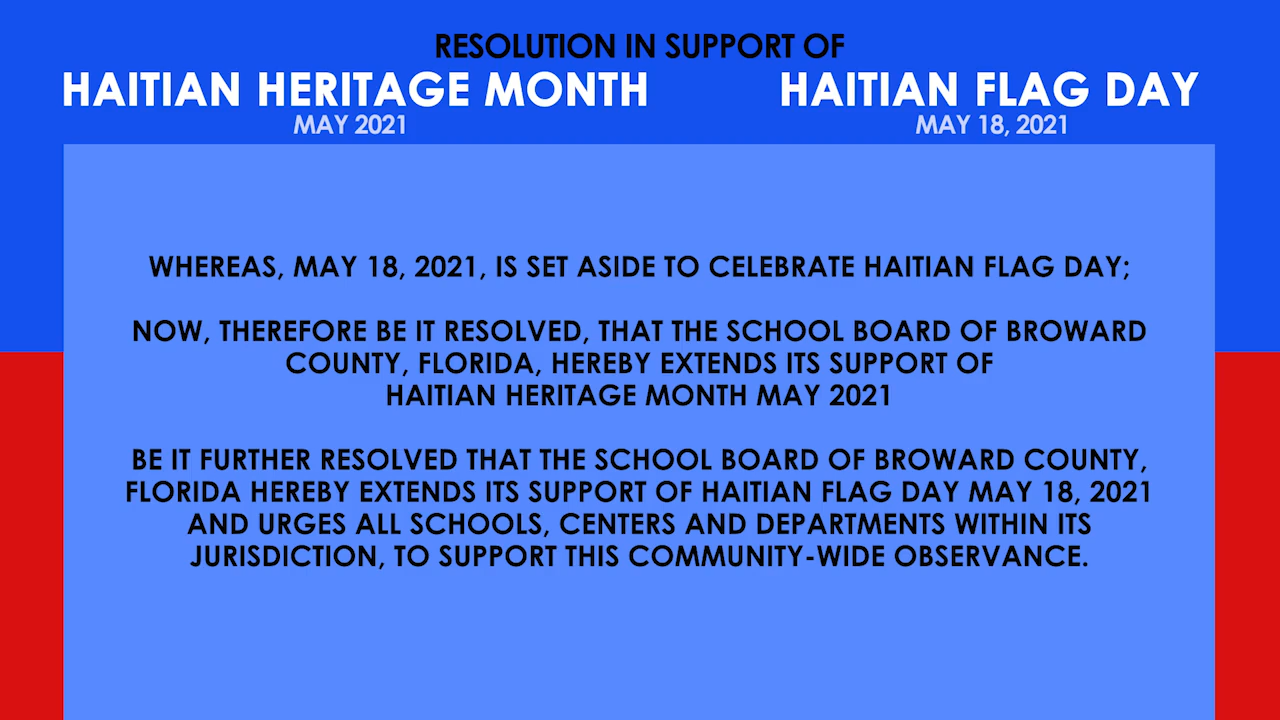 RESOLUTION IN SUPPORT OF
HAITIAN HERITAGE MONTH
MAY 2021
HAITIAN FLAG DAY
MAY 18, 2021
WHEREAS, MAY 18, 2021, IS SET ASIDE TO CELEBRATE HAITIAN FLAG DAY;
NOW, THEREFORE BE IT RESOLVED, THAT THE SCHOOL BOARD OF BROWARD
COUNTY, FLORIDA, HEREBY EXTENDS ITS SUPPORT OF
HAITIAN HERITAGE MONTH MAY 2021
BE IT FURTHER RESOLVED THAT THE SCHOOL BOARD OF BROWARD COUNTY,
FLORIDA HEREBY EXTENDS ITS SUPPORT OF HAITIAN FLAG DAY MAY 18, 2021
AND URGES ALL SCHOOLS, CENTERS AND DEPARTMENTS WITHIN ITS
JURISDICTION, TO SUPPORT THIS COMMUNITY-WIDE OBSERVANCE.